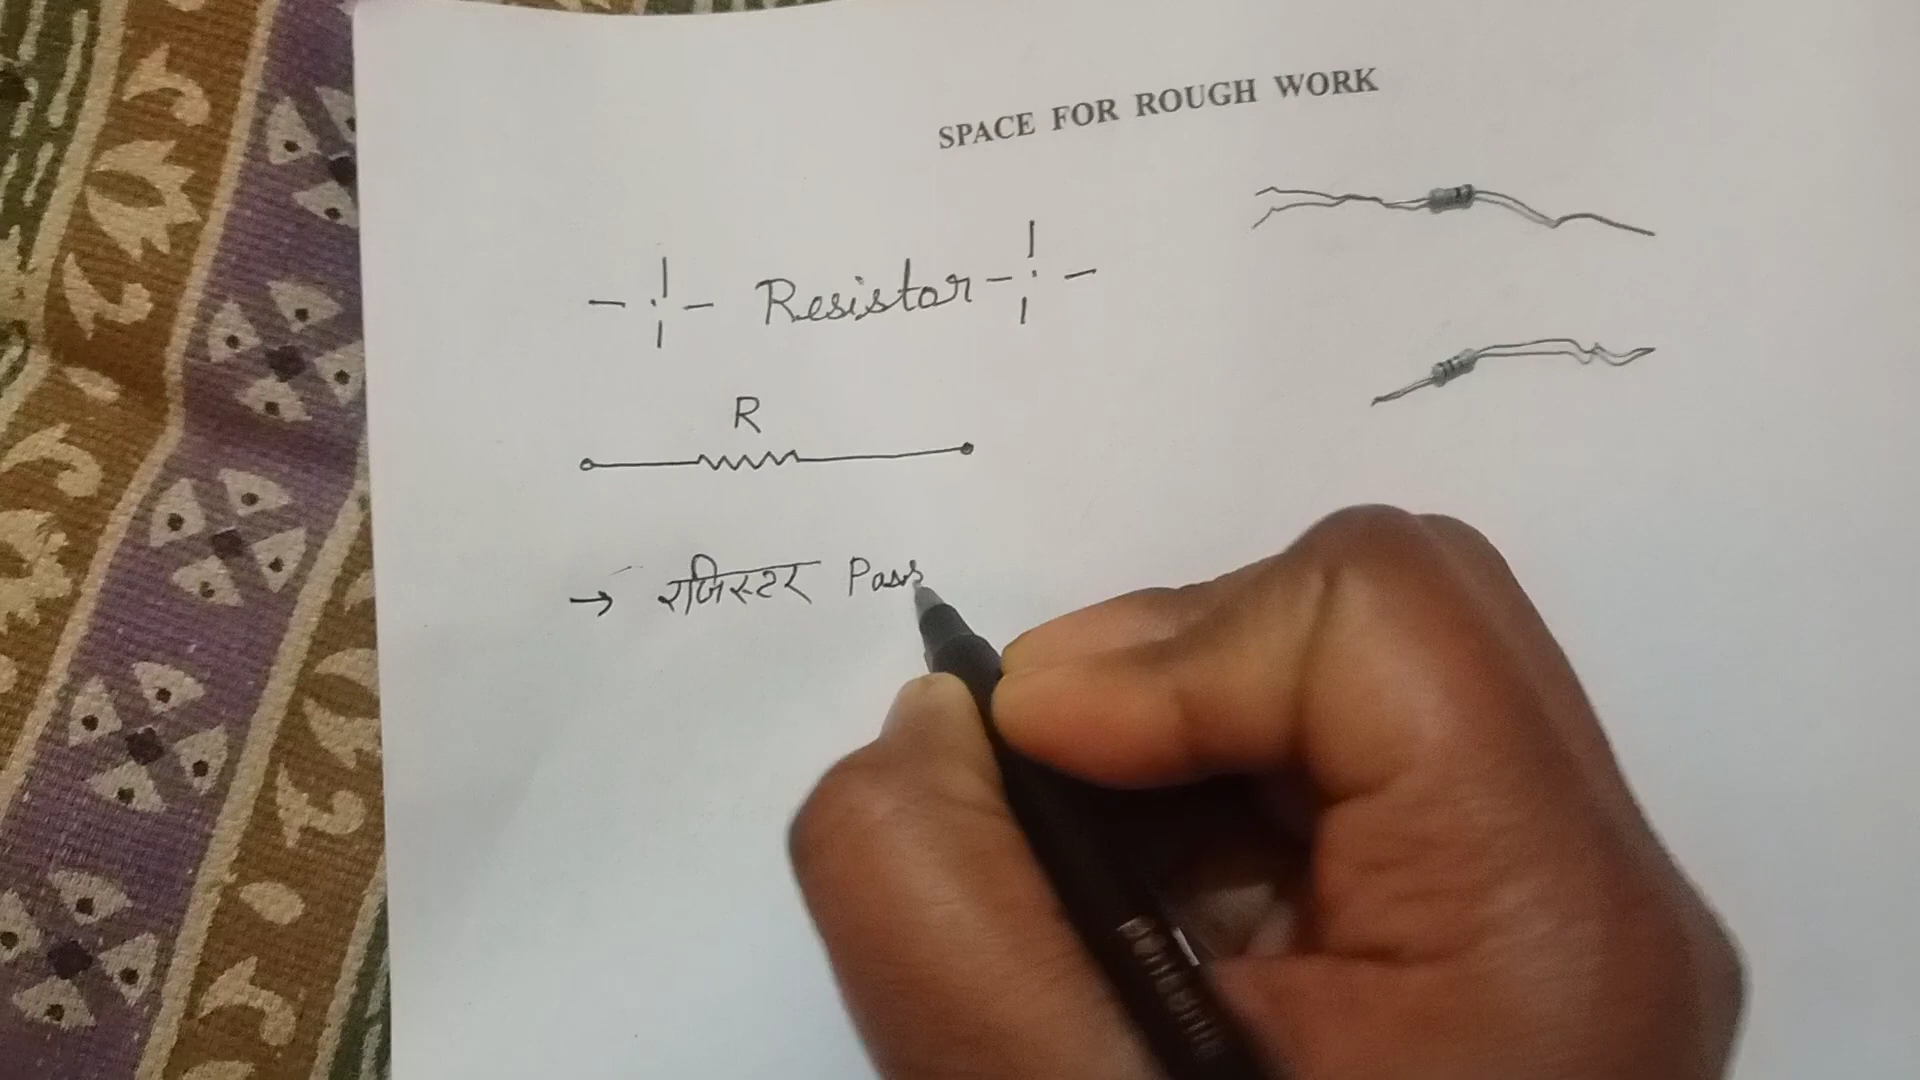 SPACE FOR ROUGH WORK
Resistor
R
→ रजिस्टर Pass